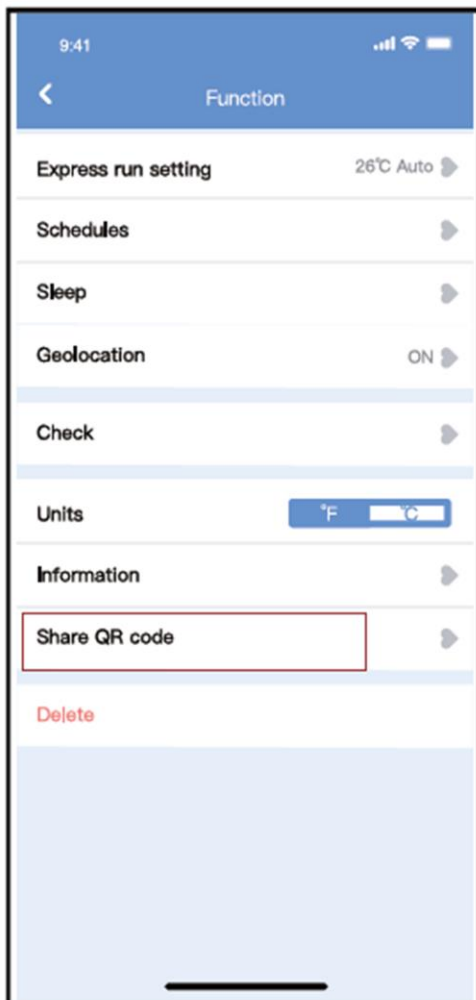 9:41
Function
Express run setting 26℃ Auto
Schedules
Sleep
Geolocation ON
Check
Units °F ℃
Information
Share QR code
Delete